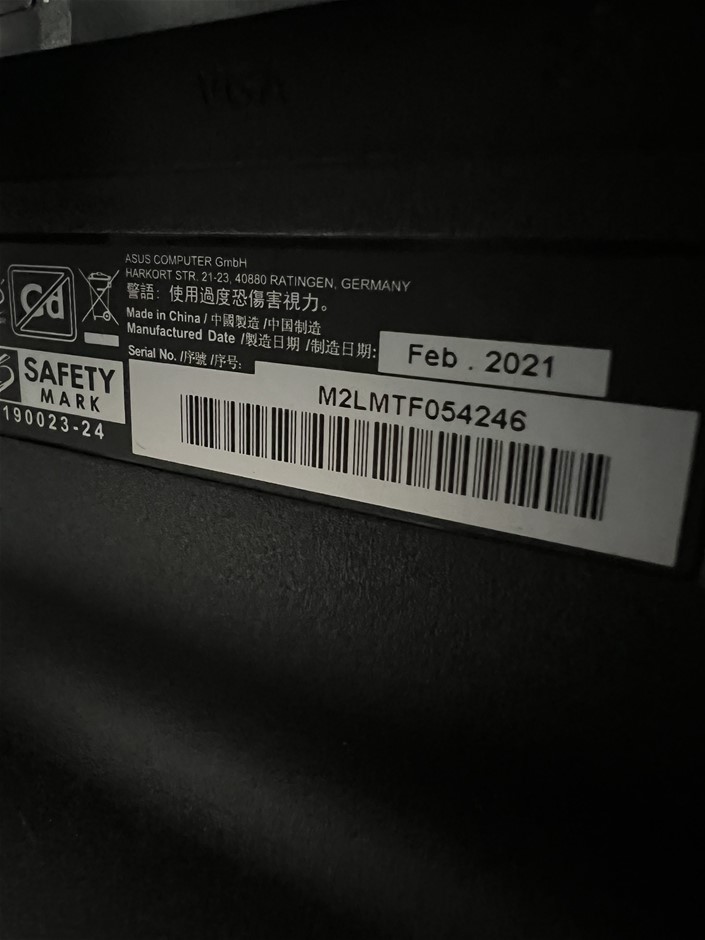 ASUS COMPUTER GmbH
HARKORT STR. 21-23, 40880 RATINGEN, GERMANY
警語: 使用過度恐傷害視力。
Made in China / 中國製造 /中国制造
Manufactured Date /製造日期 /制造日期: Feb . 2021
Serial No. /序號 /序号:
M2LMTF054246
Cd
SAFETY
MARK
190023-24